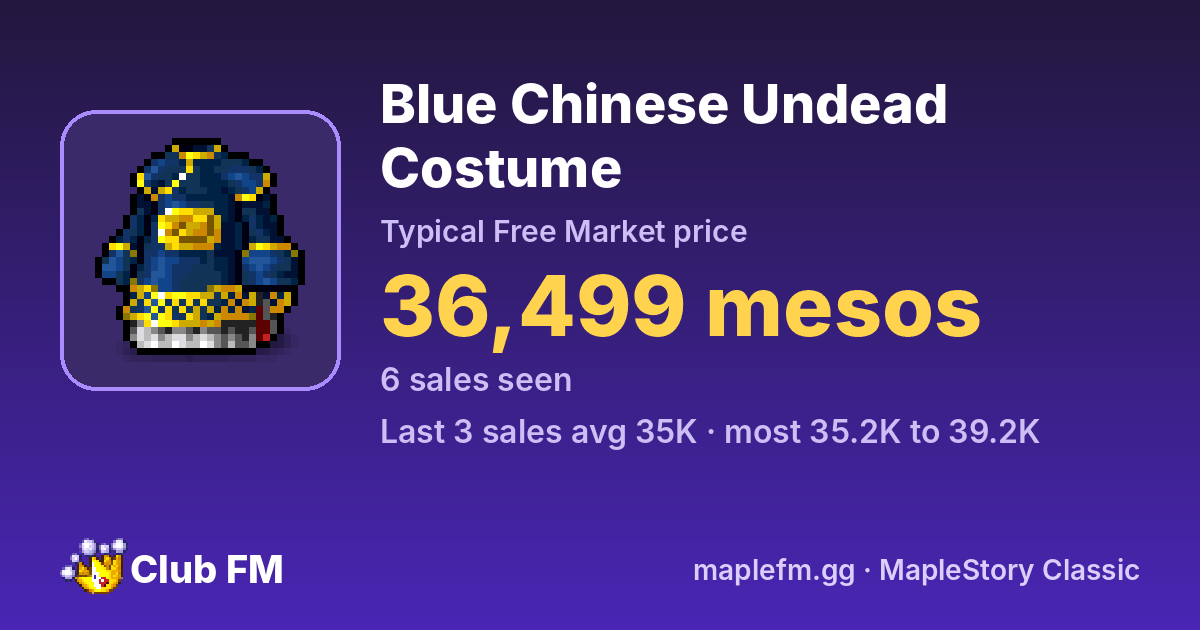 Blue Chinese Undead
Costume
Typical Free Market price
36,499 mesos
6 sales seen
Last 3 sales avg 35K · most 35.2K to 39.2K
Club FM
maplefm.gg · MapleStory Classic